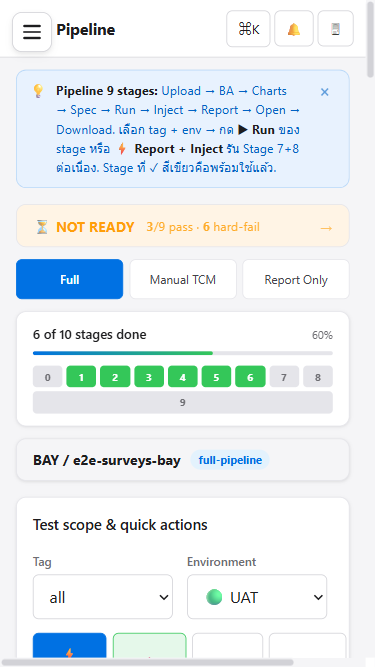 Pipeline
⌘K
Pipeline 9 stages: Upload → BA → Charts
→ Spec → Run → Inject → Report → Open →
Download. เลือก tag + env → กด ▶ Run ของ
stage หรือ ⚡ Report + Inject รัน Stage 7+8
ต่อเนื่อง. Stage ที่ ✓ สีเขียวคือพร้อมใช้แล้ว.
×
⏳ NOT READY 3/9 pass · 6 hard-fail →
Full
Manual TCM
Report Only
6 of 10 stages done 60%
0 1 2 3 4 5 6 7 8
9
BAY / e2e-surveys-bay full-pipeline
Test scope & quick actions
Tag Environment
all UAT